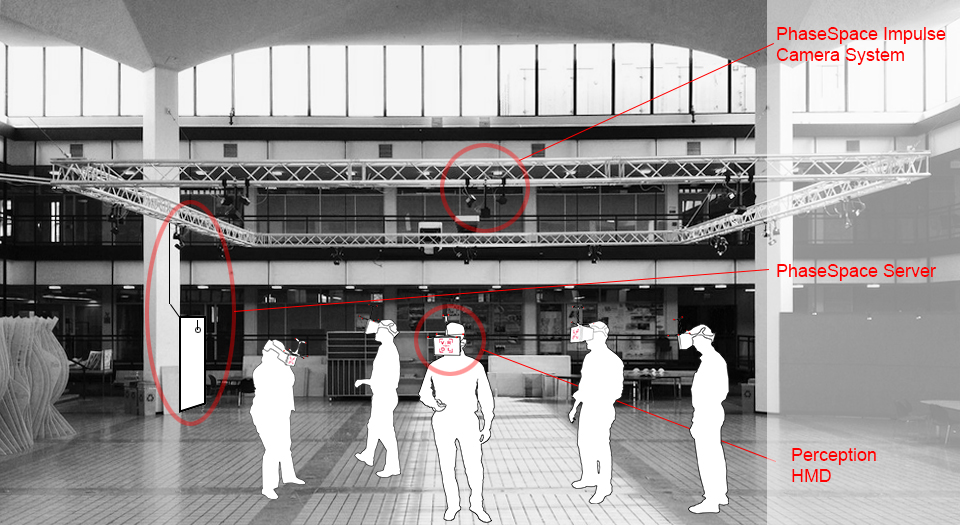 PhaseSpace Impulse
Camera System
PhaseSpace Server
Perception
HMD